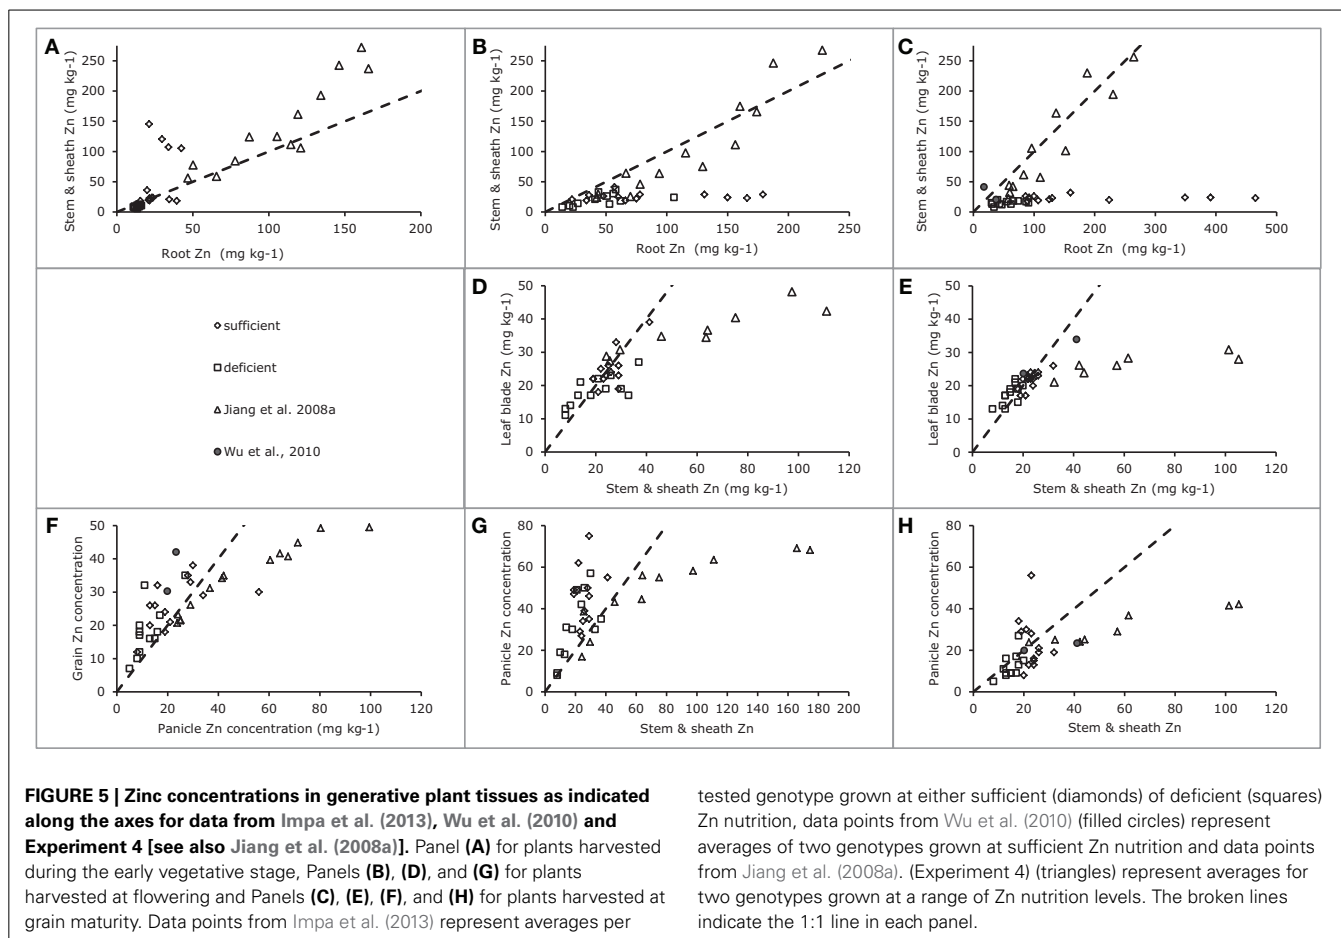 A
Stem & sheath Zn (mg kg-1)
250
200
150
100
50
0
0 50 100 150 200
Root Zn (mg kg-1)
B
Stem & sheath Zn (mg kg-1)
250
200
150
100
50
0
0 50 100 150 200 250
Root Zn (mg kg-1)
C
Stem & sheath Zn (mg kg-1)
250
200
150
100
50
0
0 100 200 300 400 500
Root Zn (mg kg-1)
sufficient
deficient
Jiang et al. 2008a
Wu et al., 2010
D
Leaf blade Zn (mg kg-1)
50
40
30
20
10
0
0 20 40 60 80 100 120
Stem & sheath Zn (mg kg-1)
E
Leaf blade Zn (mg kg-1)
50
40
30
20
10
0
0 20 40 60 80 100 120
Stem & sheath Zn (mg kg-1)
F
Grain Zn concentration
50
40
30
20
10
0
0 20 40 60 80 100 120
Panicle Zn concentration (mg kg-1)
G
Panicle Zn concentration
80
60
40
20
0
0 20 40 60 80 100 120 140 160 180 200
Stem & sheath Zn
H
Panicle Zn concentration
80
60
40
20
0
0 20 40 60 80 100 120
Stem & sheath Zn
FIGURE 5 | Zinc concentrations in generative plant tissues as indicated
along the axes for data from Impa et al. (2013), Wu et al. (2010) and
Experiment 4 [see also Jiang et al. (2008a)]. Panel (A) for plants harvested
during the early vegetative stage, Panels (B), (D), and (G) for plants
harvested at flowering and Panels (C), (E), (F), and (H) for plants harvested at
grain maturity. Data points from Impa et al. (2013) represent averages per
tested genotype grown at either sufficient (diamonds) of deficient (squares)
Zn nutrition, data points from Wu et al. (2010) (filled circles) represent
averages of two genotypes grown at sufficient Zn nutrition and data points
from Jiang et al. (2008a). (Experiment 4) (triangles) represent averages for
two genotypes grown at a range of Zn nutrition levels. The broken lines
indicate the 1:1 line in each panel.